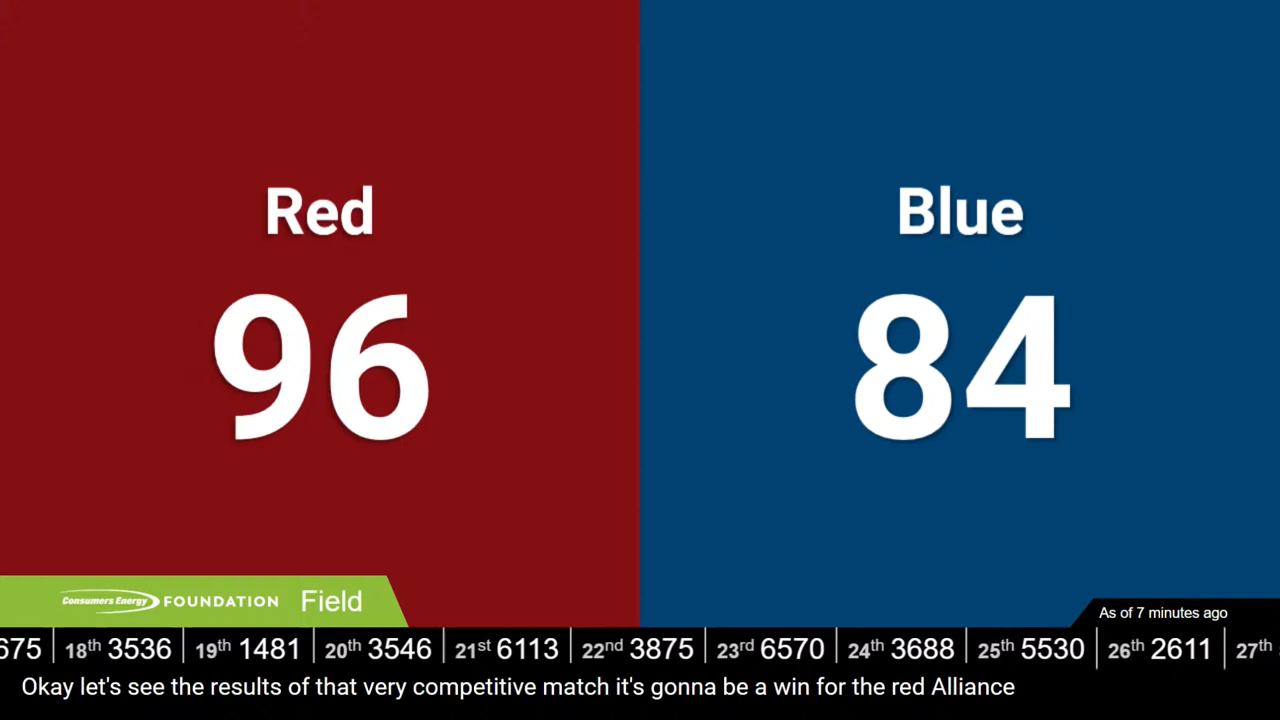 Red
Blue
96
84
Consumers Energy FOUNDATION Field
As of 7 minutes ago
675 18th 3536 19th 1481 20th 3546 21st 6113 22nd 3875 23rd 6570 24th 3688 25th 5530 26th 2611 27th
Okay let's see the results of that very competitive match it's gonna be a win for the red Alliance